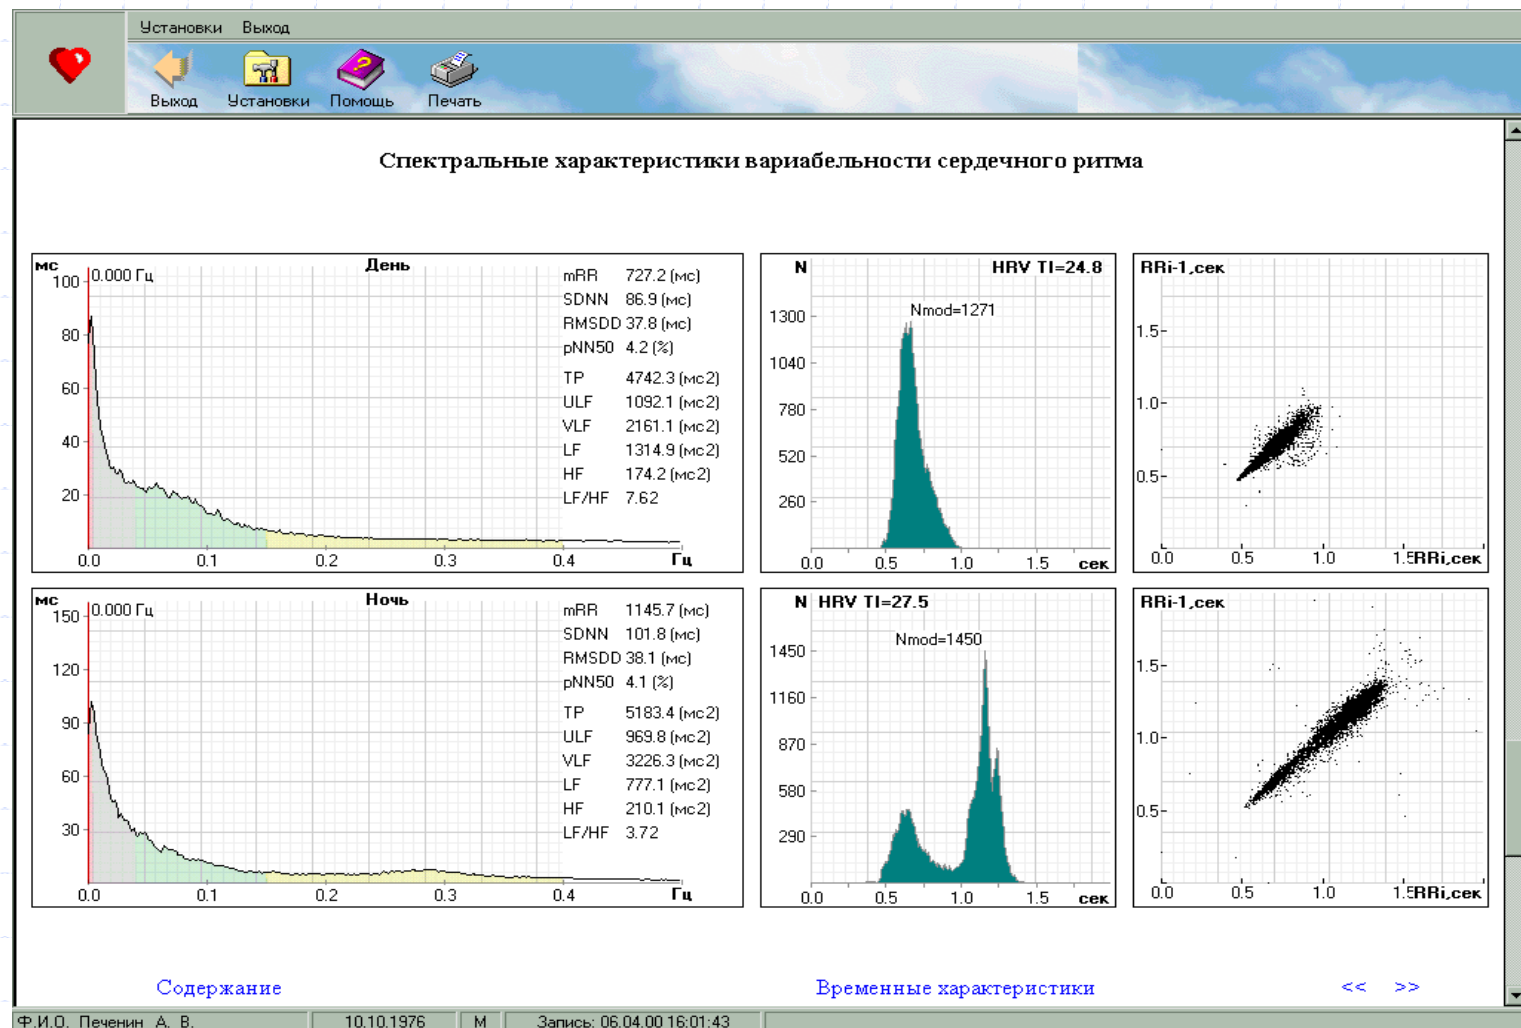 Установки Выход
Выход Установки Помощь Печать
Спектральные характеристики вариабельности сердечного ритма
мс
День
0.000 Гц
100
80
60
40
20
0.0 0.1 0.2 0.3 0.4 Гц
mRR 727.2 (мс)
SDNN 86.9 (мс)
RMSDD 37.8 (мс)
pNN50 4.2 (%)
TP 4742.3 (мс2)
ULF 1092.1 (мс2)
VLF 2161.1 (мс2)
LF 1314.9 (мс2)
HF 174.2 (мс2)
LF/HF 7.62
N HRV TI=24.8
Nmod=1271
1300
1040
780
520
260
0.0 0.5 1.0 1.5 сек
RRi-1,сек
1.5
1.0
0.5
0.0 0.5 1.0 1.5 RRi,сек
мс
Ночь
0.000 Гц
150
120
90
60
30
0.0 0.1 0.2 0.3 0.4 Гц
mRR 1145.7 (мс)
SDNN 101.8 (мс)
RMSDD 38.1 (мс)
pNN50 4.1 (%)
TP 5183.4 (мс2)
ULF 969.8 (мс2)
VLF 3226.3 (мс2)
LF 777.1 (мс2)
HF 210.1 (мс2)
LF/HF 3.72
N HRV TI=27.5
Nmod=1450
1450
1160
870
580
290
0.0 0.5 1.0 1.5 сек
RRi-1,сек
1.5
1.0
0.5
0.0 0.5 1.0 1.5 RRi,сек
Содержание Временные характеристики << >>
Ф.И.О. Печенин А. В. 10.10.1976 М Запись: 06.04.00 16:01:43